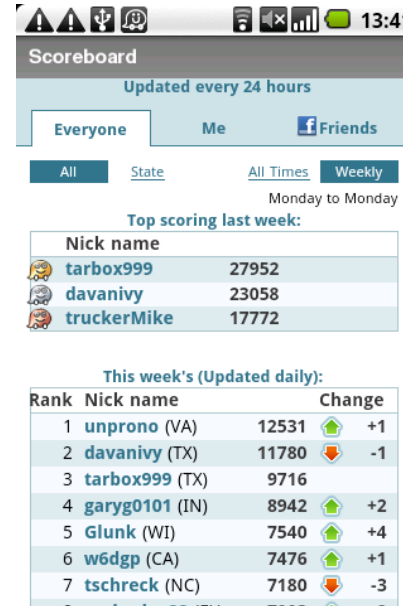 13:41
Scoreboard
Updated every 24 hours
Everyone Me Friends
All State All Times Weekly
Monday to Monday
Top scoring last week:
Nick name
tarbox999 27952
davanivy 23058
truckerMike 17772
This week's (Updated daily):
Rank Nick name Change
1 unprono (VA) 12531 +1
2 davanivy (TX) 11780 -1
3 tarbox999 (TX) 9716
4 garyg0101 (IN) 8942 +2
5 Glunk (WI) 7540 +4
6 w6dgp (CA) 7476 +1
7 tschreck (NC) 7180 -3